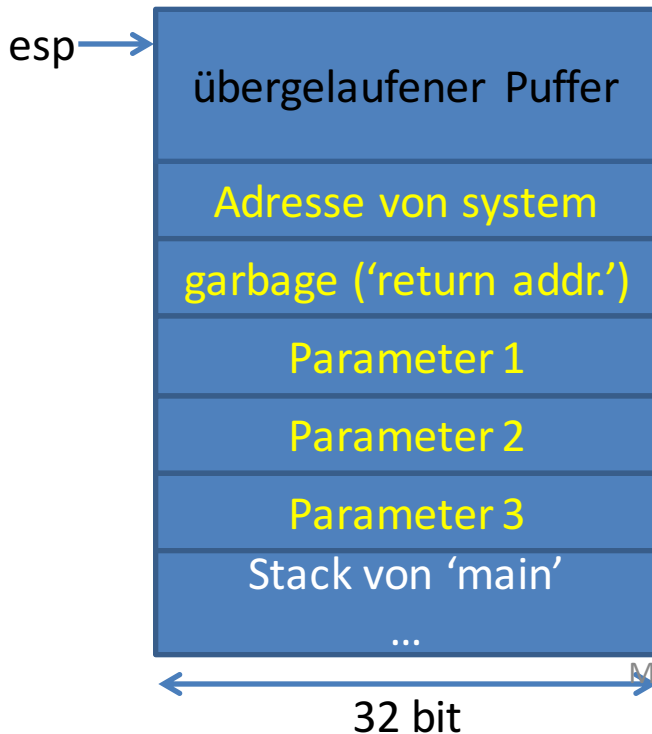 esp
übergelaufener Puffer
Adresse von system
garbage (‘return addr.’)
Parameter 1
Parameter 2
Parameter 3
Stack von ‘main’
...
M
32 bit